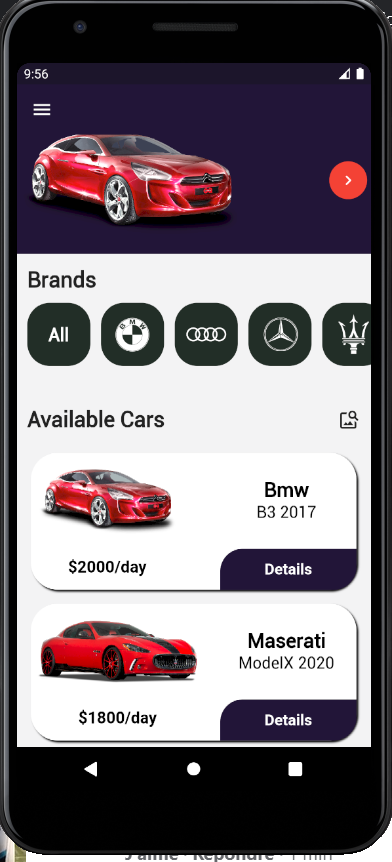 9:56
Brands
All
BMW
Available Cars
Bmw
B3 2017
$2000/day
Details
Maserati
ModelX 2020
$1800/day
Details
J'aime · Répondre · 1 min